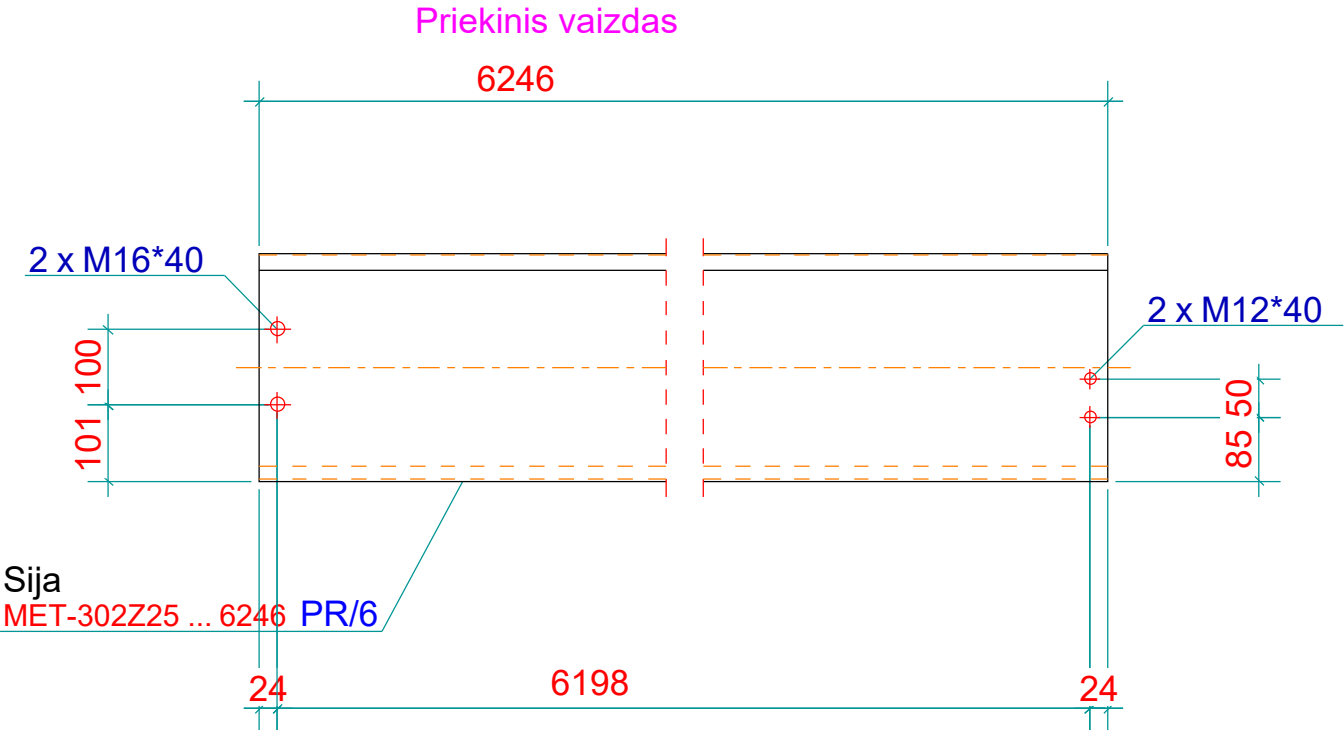 Priekinis vaizdas
6246
2 x M16*40
2 x M12*40
100
101
50
85
Sija
MET-302Z25 ... 6246 PR/6
24
6198
24